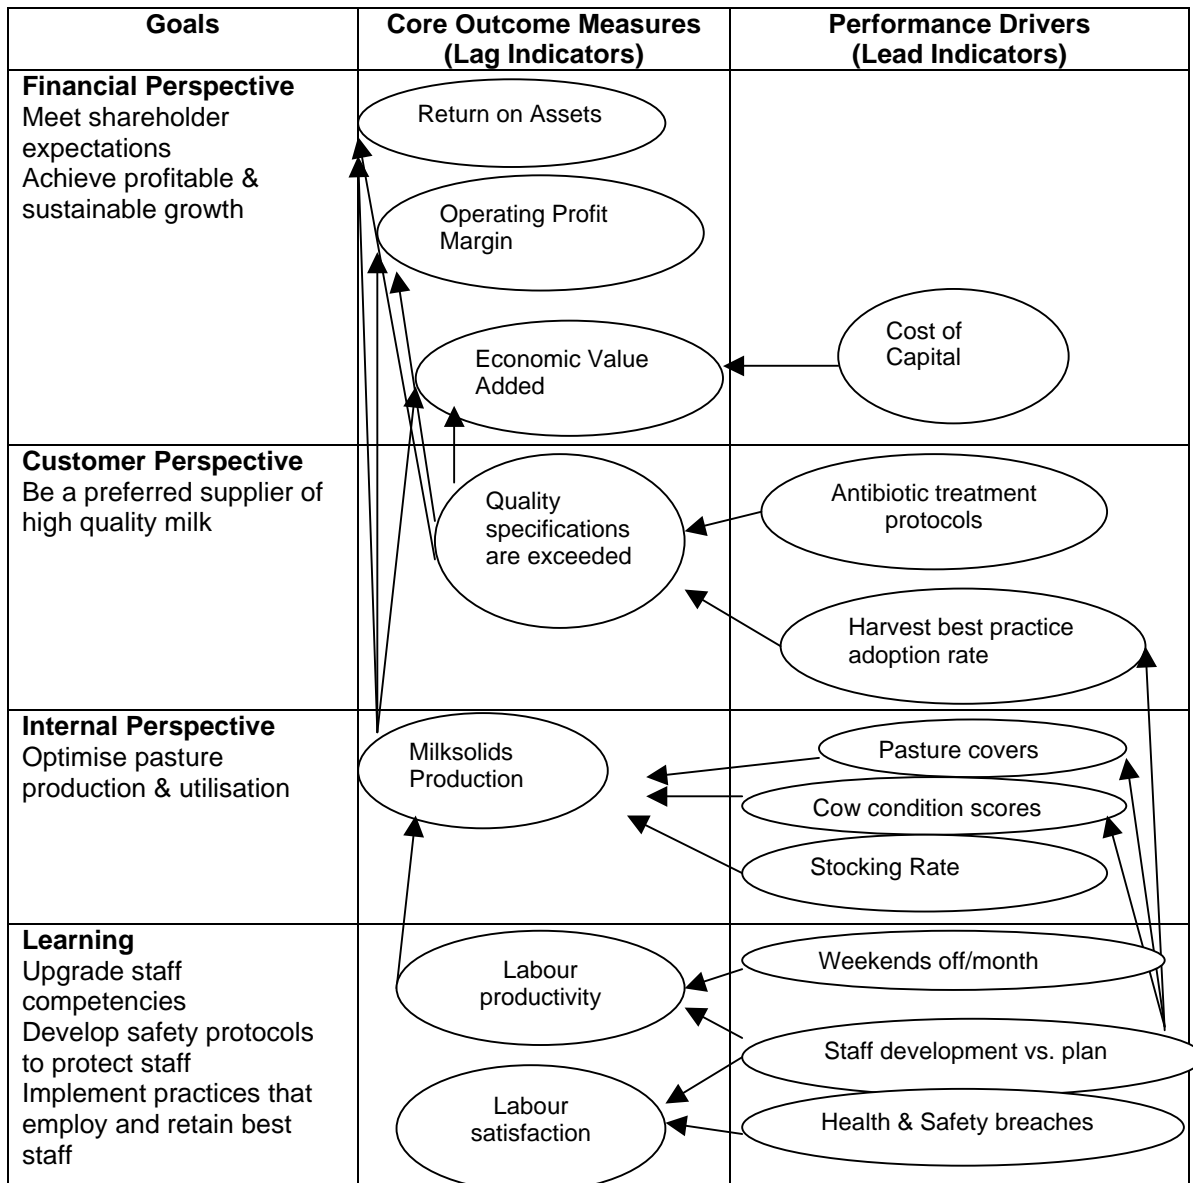 Goals
Core Outcome Measures
(Lag Indicators)
Performance Drivers
(Lead Indicators)
Financial Perspective
Meet shareholder
expectations
Achieve profitable &
sustainable growth
Return on Assets
Operating Profit
Margin
Economic Value
Added
Cost of
Capital
Customer Perspective
Be a preferred supplier of
high quality milk
Quality
specifications
are exceeded
Antibiotic treatment
protocols
Harvest best practice
adoption rate
Internal Perspective
Optimise pasture
production & utilisation
Milksolids
Production
Pasture covers
Cow condition scores
Stocking Rate
Learning
Upgrade staff
competencies
Develop safety protocols
to protect staff
Implement practices that
employ and retain best
staff
Labour
productivity
Labour
satisfaction
Weekends off/month
Staff development vs. plan
Health & Safety breaches